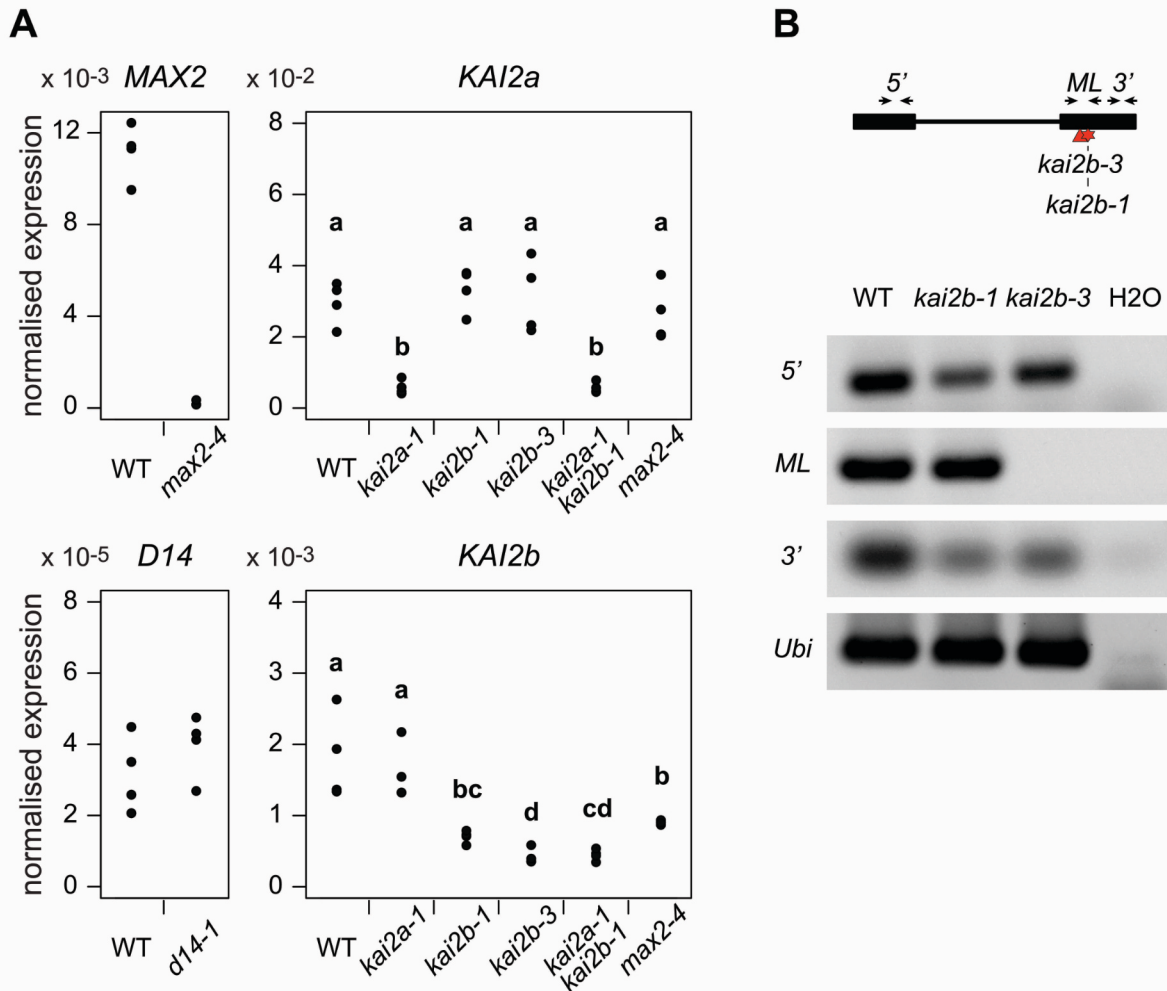 A
x 10-3 MAX2
normalised expression
12
8
4
0
WT
max2-4
x 10-2 KAI2a
8
6
4
2
0
a
b
a
a
b
a
WT
kai2a-1
kai2b-1
kai2b-3
kai2a-1
kai2b-1
max2-4
x 10-5 D14
normalised expression
8
6
4
2
0
WT
d14-1
x 10-3 KAI2b
4
3
2
1
0
a
a
bc
d
cd
b
WT
kai2a-1
kai2b-1
kai2b-3
kai2a-1
kai2b-1
max2-4
B
5’ ML 3’
kai2b-3
kai2b-1
WT kai2b-1 kai2b-3 H2O
5’
ML
3’
Ubi